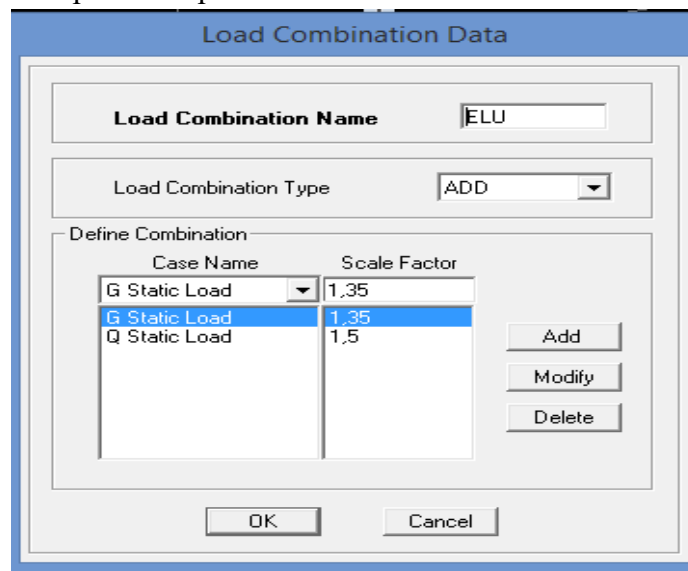 Load Combination Data
Load Combination Name ELU
Load Combination Type ADD
Define Combination
Case Name Scale Factor
G Static Load 1,35
G Static Load 1,35
Q Static Load 1,5
Add
Modify
Delete
OK Cancel